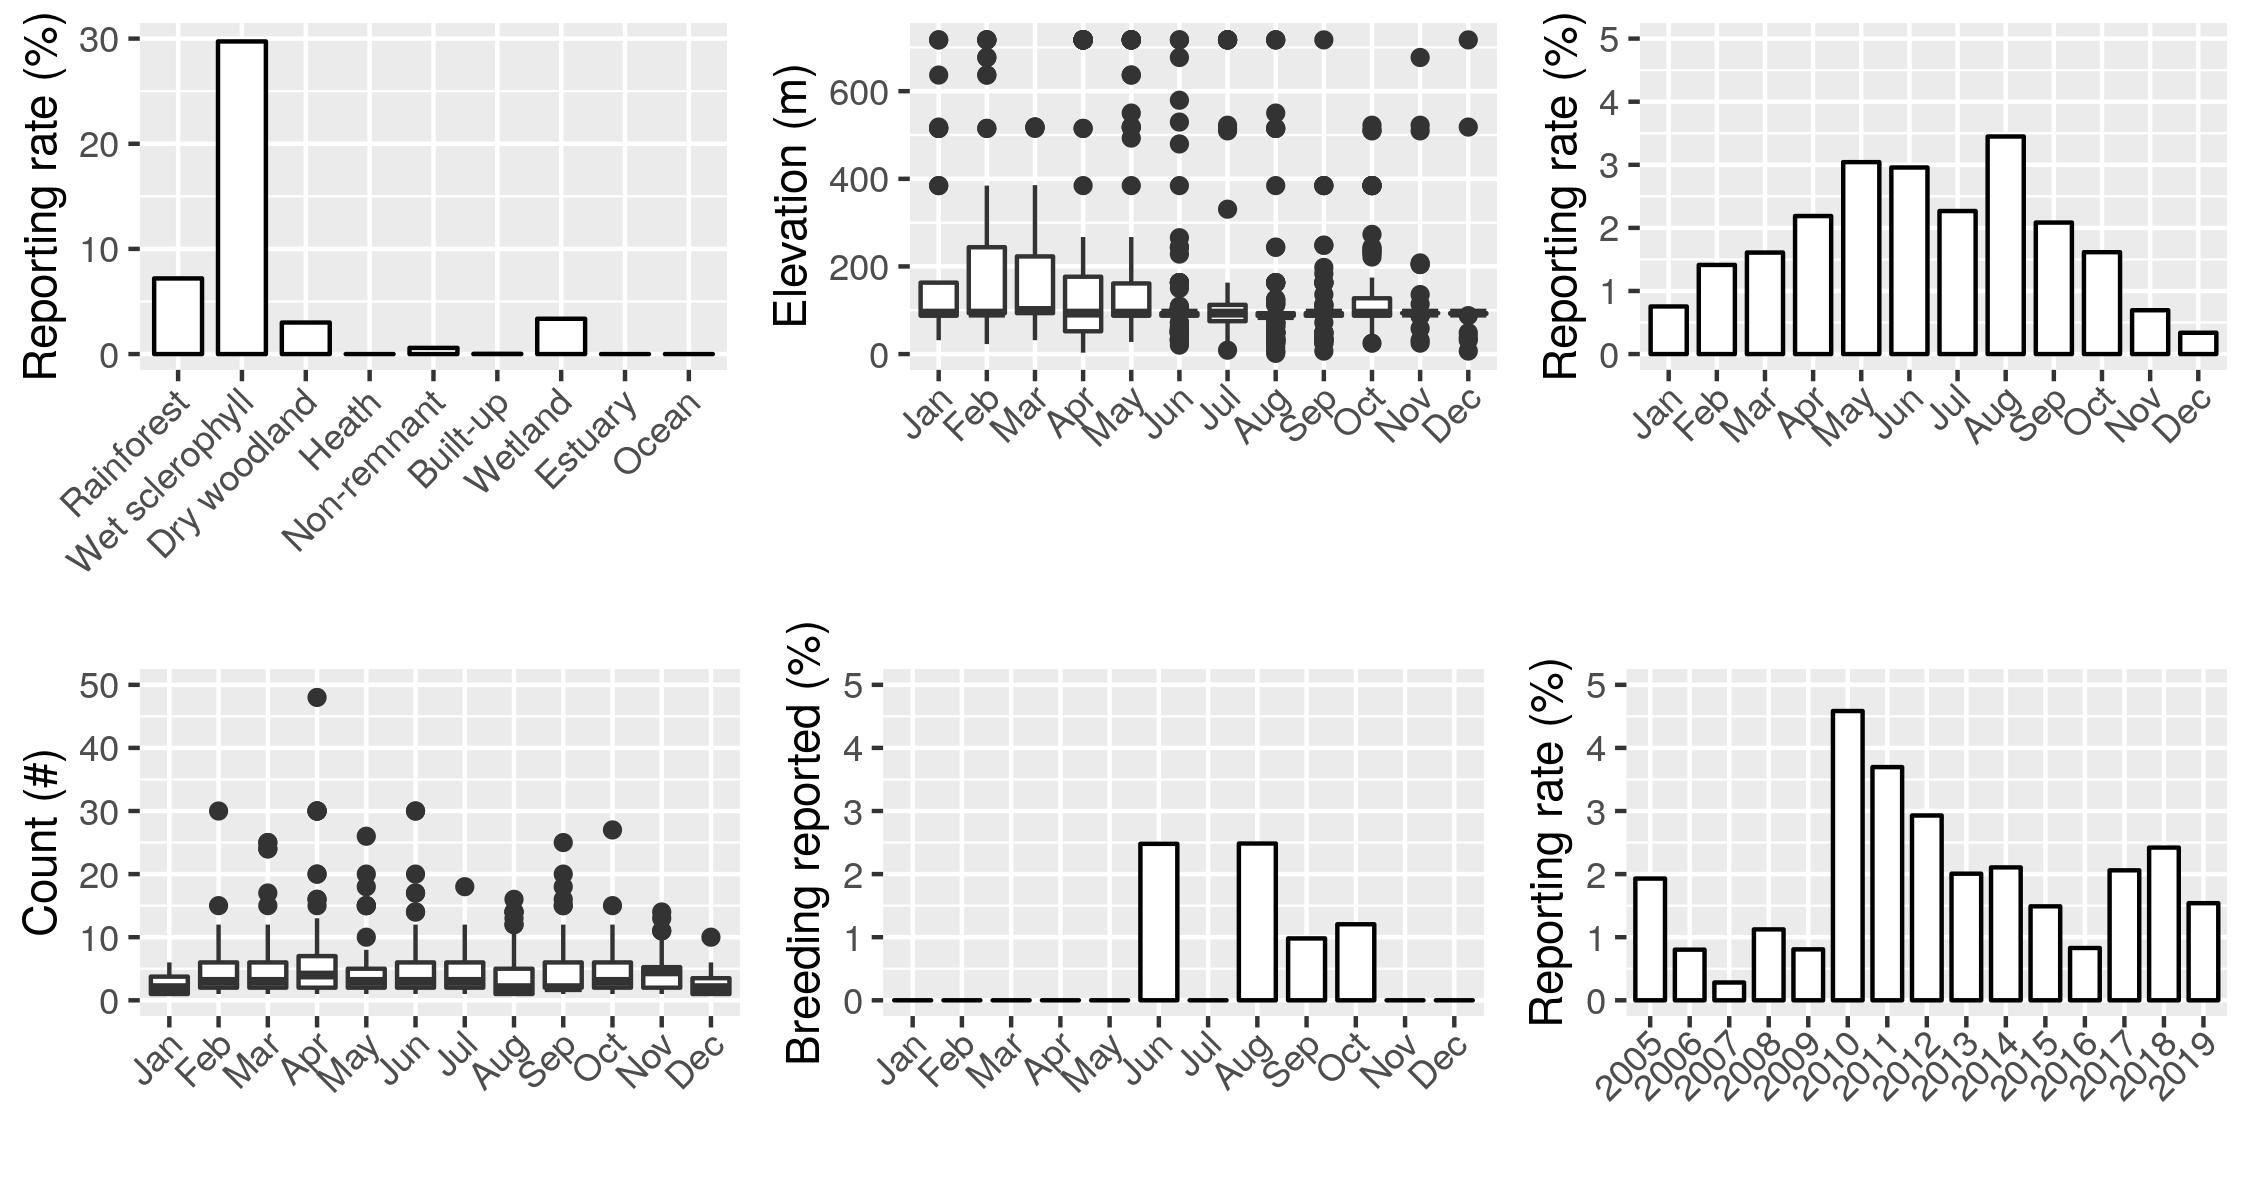 Reporting rate (%)
30
20
10
0
Rainforest
Wet sclerophyll
Dry woodland
Heath
Non-remnant
Built-up
Wetland
Estuary
Ocean
Elevation (m)
600
400
200
0
Jan
Feb
Mar
Apr
May
Jun
Jul
Aug
Sep
Oct
Nov
Dec
Reporting rate (%)
5
4
3
2
1
0
Jan
Feb
Mar
Apr
May
Jun
Jul
Aug
Sep
Oct
Nov
Dec
Count (#)
50
40
30
20
10
0
Jan
Feb
Mar
Apr
May
Jun
Jul
Aug
Sep
Oct
Nov
Dec
Breeding reported (%)
5
4
3
2
1
0
Jan
Feb
Mar
Apr
May
Jun
Jul
Aug
Sep
Oct
Nov
Dec
Reporting rate (%)
5
4
3
2
1
0
2005
2006
2007
2008
2009
2010
2011
2012
2013
2014
2015
2016
2017
2018
2019